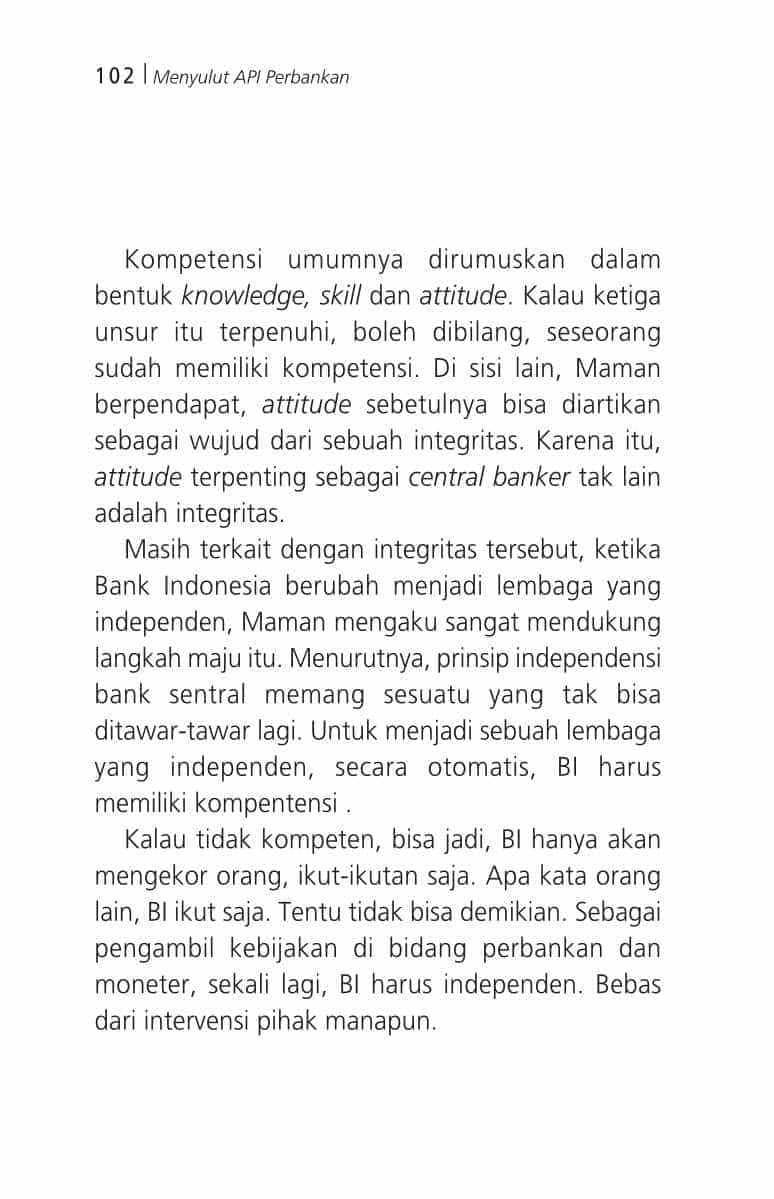 102 | Menyulut API Perbankan
Kompetensi umumnya dirumuskan dalam
bentuk knowledge, skill dan attitude. Kalau ketiga
unsur itu terpenuhi, boleh dibilang, seseorang
sudah memiliki kompetensi. Di sisi lain, Maman
berpendapat, attitude sebetulnya bisa diartikan
sebagai wujud dari sebuah integritas. Karena itu,
attitude terpenting sebagai central banker tak lain
adalah integritas.
Masih terkait dengan integritas tersebut, ketika
Bank Indonesia berubah menjadi lembaga yang
independen, Maman mengaku sangat mendukung
langkah maju itu. Menurutnya, prinsip independensi
bank sentral memang sesuatu yang tak bisa
ditawar-tawar lagi. Untuk menjadi sebuah lembaga
yang independen, secara otomatis, BI harus
memiliki kompentensi .
Kalau tidak kompeten, bisa jadi, BI hanya akan
mengekor orang, ikut-ikutan saja. Apa kata orang
lain, BI ikut saja. Tentu tidak bisa demikian. Sebagai
pengambil kebijakan di bidang perbankan dan
moneter, sekali lagi, BI harus independen. Bebas
dari intervensi pihak manapun.